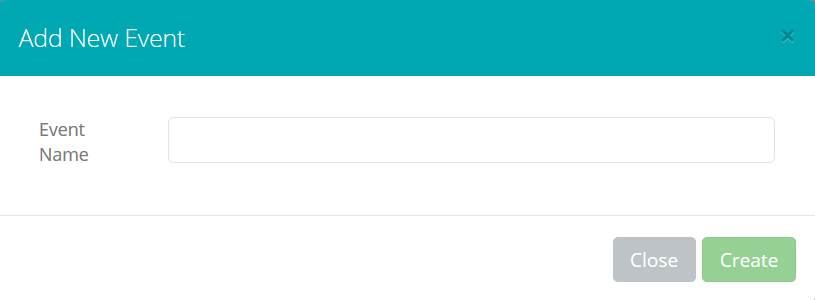 Add New Event
×
Event
Name
Close
Create